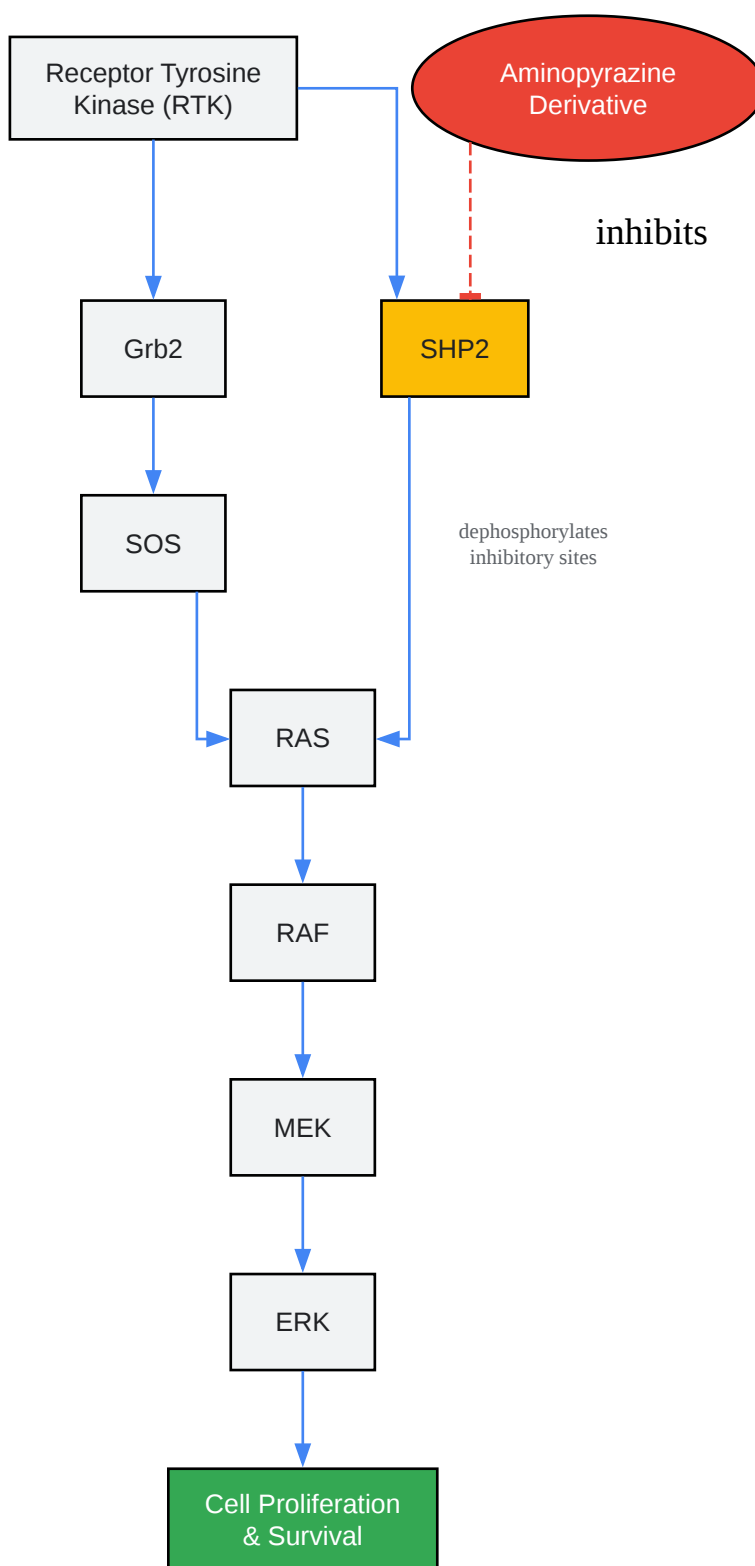 Receptor Tyrosine
Kinase (RTK)
Aminopyrazine
Derivative
inhibits
Grb2
SHP2
SOS
dephosphorylates
inhibitory sites
RAS
RAF
MEK
ERK
Cell Proliferation
& Survival